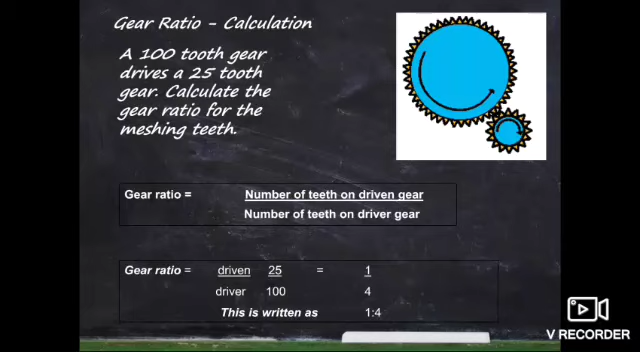 Gear Ratio - Calculation
A 100 tooth gear
drives a 25 tooth
gear. Calculate the
gear ratio for the
meshing teeth.
Gear ratio = Number of teeth on driven gear
Number of teeth on driver gear
Gear ratio = driven 25 = 1
driver 100 4
This is written as 1:4
V RECORDER